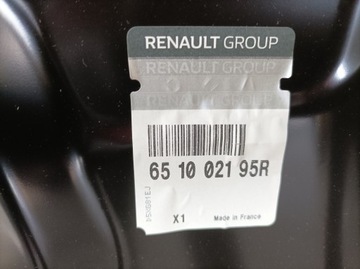 RENAULT GROUP
RENAULT GROUP
65 10 021 95R
X1
Made in France